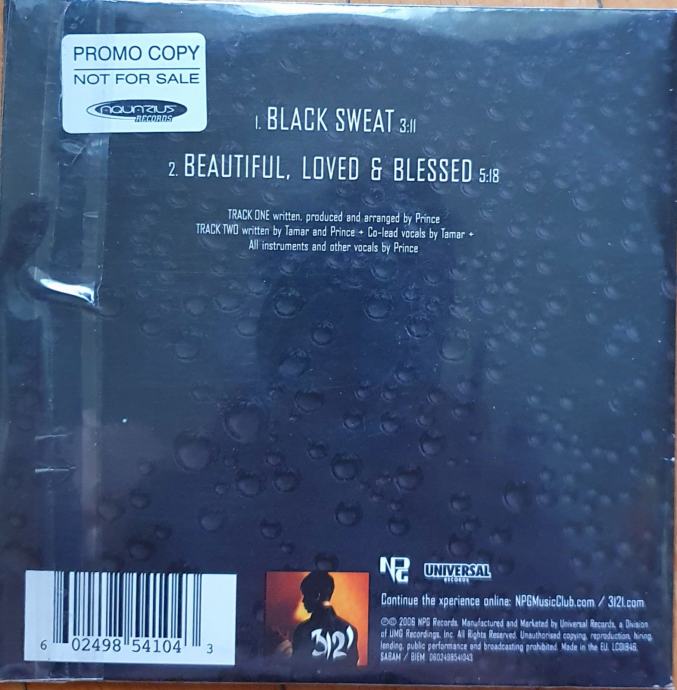 PROMO COPY
NOT FOR SALE
AQUARIUS
RECORDS
1. BLACK SWEAT 3:11
2. BEAUTIFUL, LOVED & BLESSED 5:18
TRACK ONE written, produced and arranged by Prince
TRACK TWO written by Tamar and Prince + Co-lead vocals by Tamar +
All instruments and other vocals by Prince
NPG UNIVERSAL
RECORDS
Continue the xperience online: NPGMusicClub.com / 3121.com
℗© 2006 NPG Records. Manufactured and Marketed by Universal Records, a Division
of UMG Recordings, Inc. All Rights Reserved. Unauthorised copying, reproduction, hiring,
lending, public performance and broadcasting prohibited. Made in the EU. LC01846.
SABAM / BIEM 0602498541043
3121
6 02498 54104 3